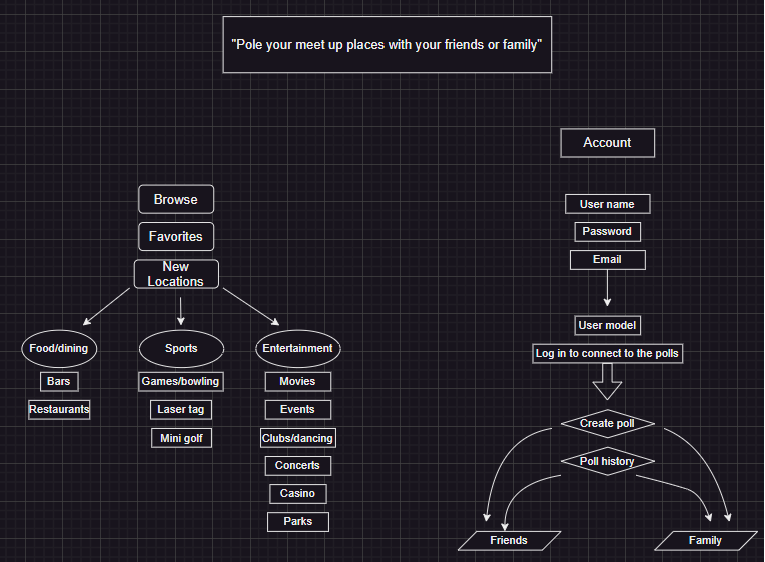 "Pole your meet up places with your friends or family"
Account
Browse
Favorites
New
Locations
User name
Password
Email
Food/dining
Bars
Restaurants
Sports
Games/bowling
Laser tag
Mini golf
Entertainment
Movies
Events
Clubs/dancing
Concerts
Casino
Parks
User model
Log in to connect to the polls
Create poll
Poll history
Friends
Family